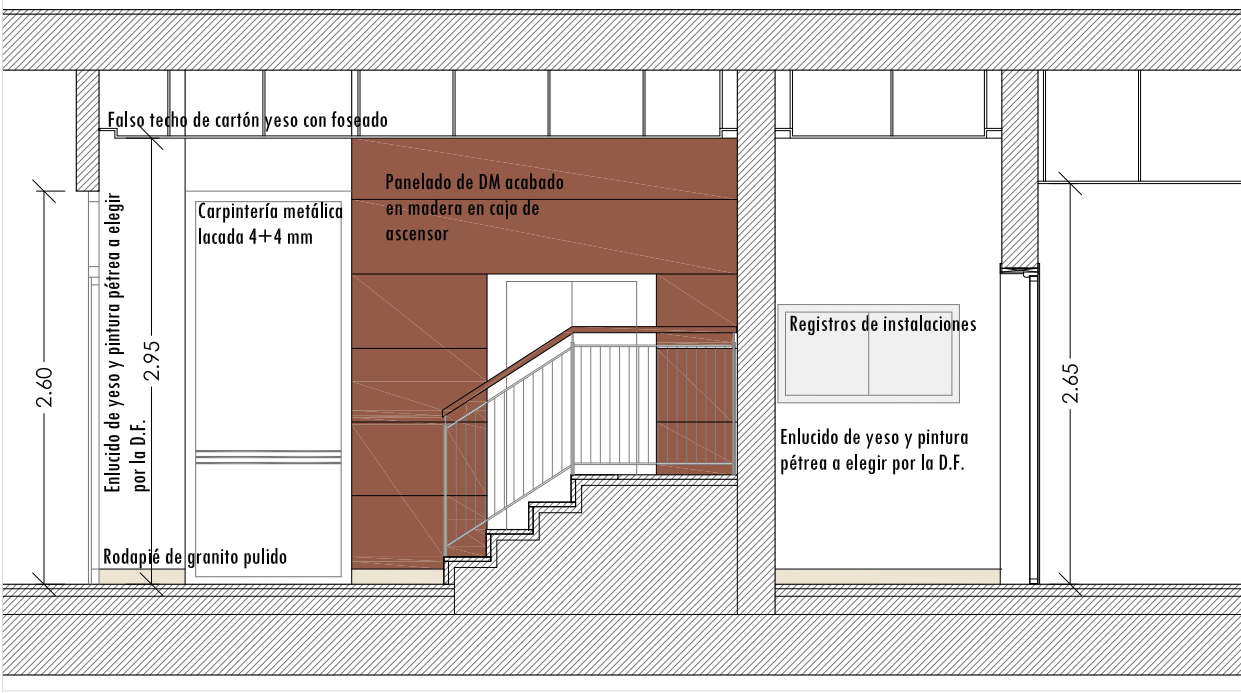 Falso techo de cartón yeso con foseado
Panelado de DM acabado
en madera en caja de
ascensor
Carpintería metálica
lacada 4+4 mm
Enlucido de yeso y pintura pétrea a elegir
por la D.F.
2.60
2.95
Registros de instalaciones
2.65
Enlucido de yeso y pintura
pétrea a elegir por la D.F.
Rodapié de granito pulido